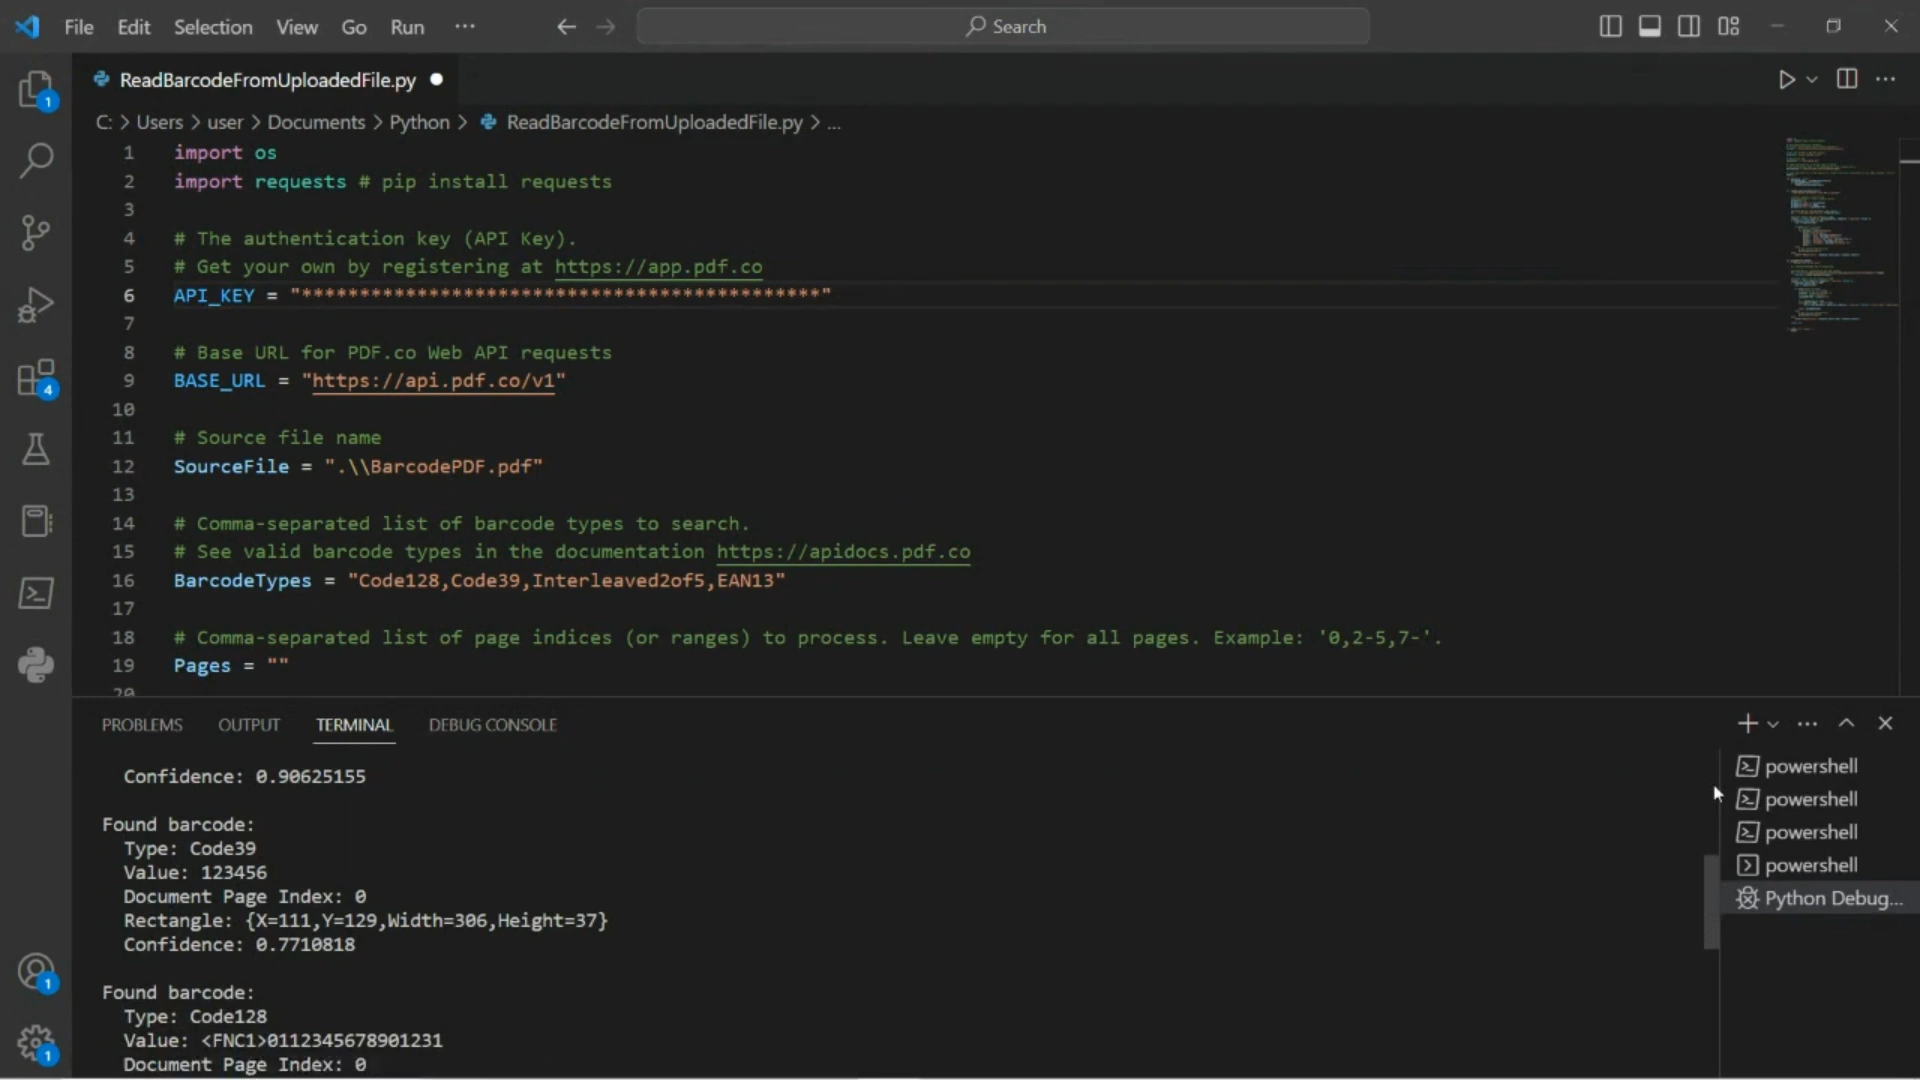 File Edit Selection View Go Run ··· Search
ReadBarcodeFromUploadedFile.py
C: > Users > user > Documents > Python > ReadBarcodeFromUploadedFile.py > ...
1 import os
2 import requests # pip install requests
3
4 # The authentication key (API Key).
5 # Get your own by registering at https://app.pdf.co
6 API_KEY = "*********************************************"
7
8 # Base URL for PDF.co Web API requests
9 BASE_URL = "https://api.pdf.co/v1"
10
11 # Source file name
12 SourceFile = ".\\BarcodePDF.pdf"
13
14 # Comma-separated list of barcode types to search.
15 # See valid barcode types in the documentation https://apidocs.pdf.co
16 BarcodeTypes = "Code128,Code39,Interleaved2of5,EAN13"
17
18 # Comma-separated list of page indices (or ranges) to process. Leave empty for all pages. Example: '0,2-5,7-'.
19 Pages = ""
20
1
4
1
1
PROBLEMS OUTPUT TERMINAL DEBUG CONSOLE
Confidence: 0.90625155
Found barcode:
Type: Code39
Value: 123456
Document Page Index: 0
Rectangle: {X=111,Y=129,Width=306,Height=37}
Confidence: 0.7710818
Found barcode:
Type: Code128
Value: <FNC1>0112345678901231
Document Page Index: 0
powershell
powershell
powershell
powershell
Python Debug...